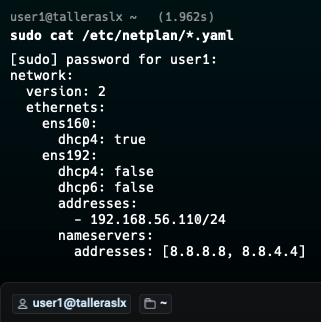 user1@talleraslx ~ (1.962s)
sudo cat /etc/netplan/*.yaml
[sudo] password for user1:
network:
  version: 2
  ethernets:
    ens160:
      dhcp4: true
    ens192:
      dhcp4: false
      dhcp6: false
      addresses:
        - 192.168.56.110/24
      nameservers:
        addresses: [8.8.8.8, 8.8.4.4]
user1@talleraslx ~